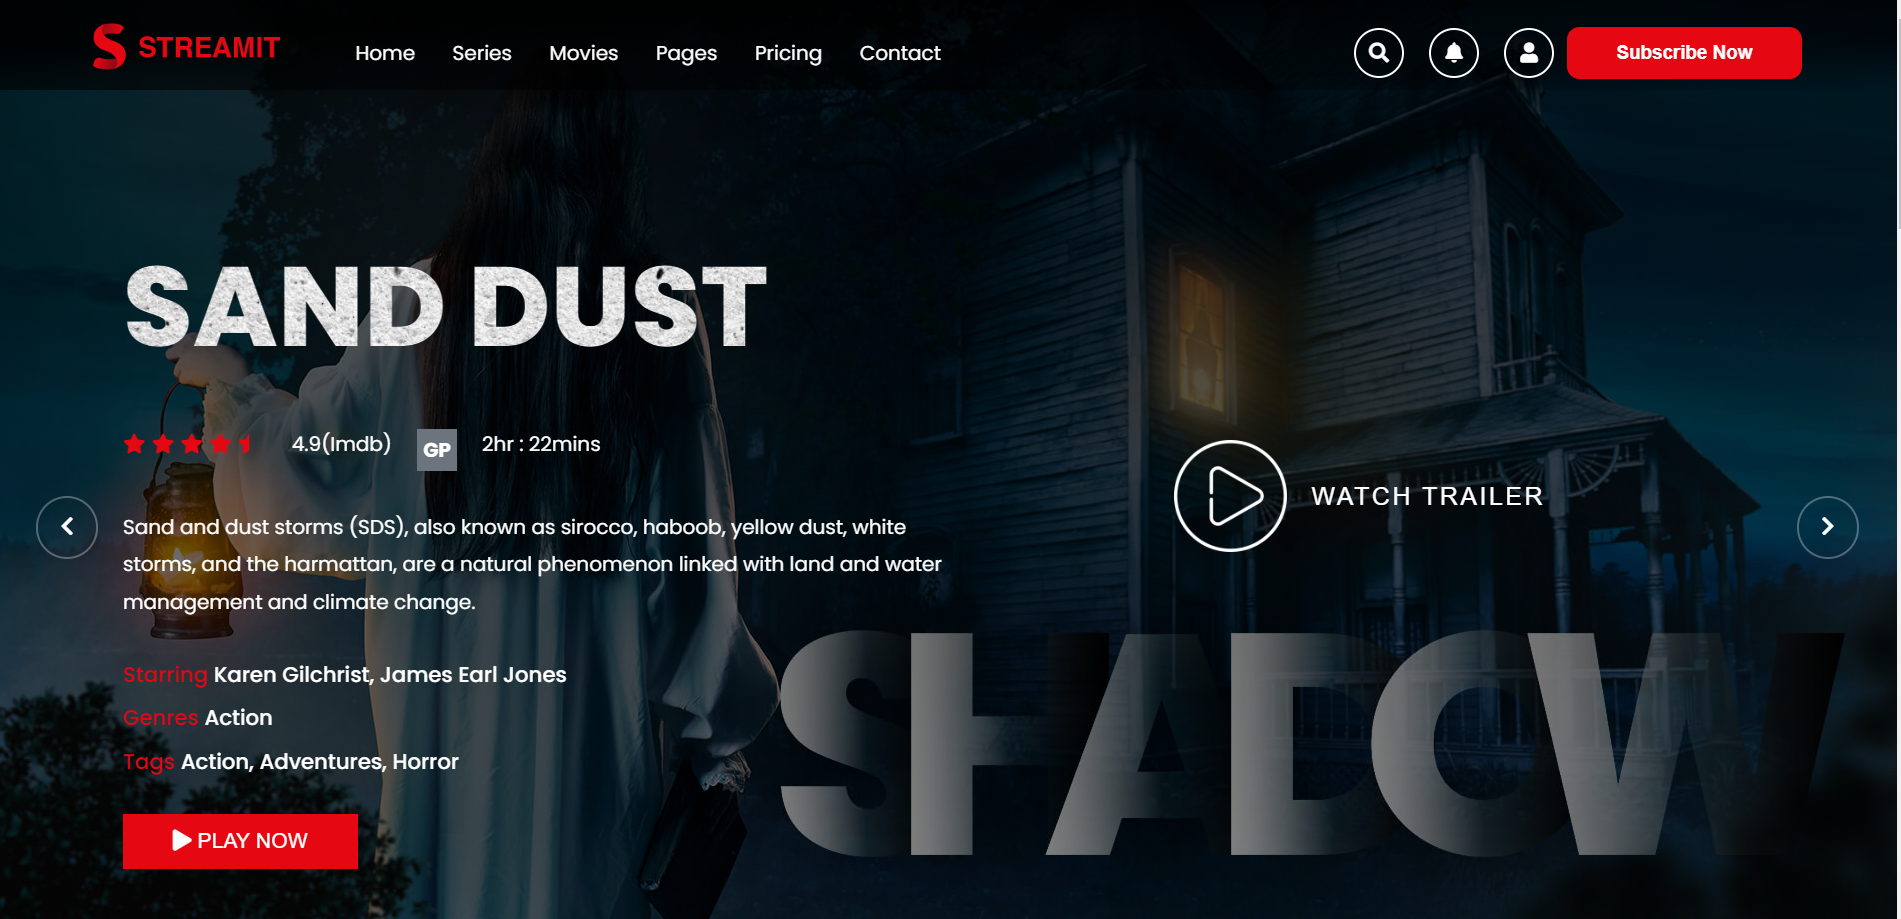 STREAMIT
Home Series Movies Pages Pricing Contact
Subscribe Now
SAND DUST
4.9(Imdb) GP 2hr : 22mins
WATCH TRAILER
Sand and dust storms (SDS), also known as sirocco, haboob, yellow dust, white
storms, and the harmattan, are a natural phenomenon linked with land and water
management and climate change.
Starring Karen Gilchrist, James Earl Jones
Genres Action
Tags Action, Adventures, Horror
SHADOW
PLAY NOW